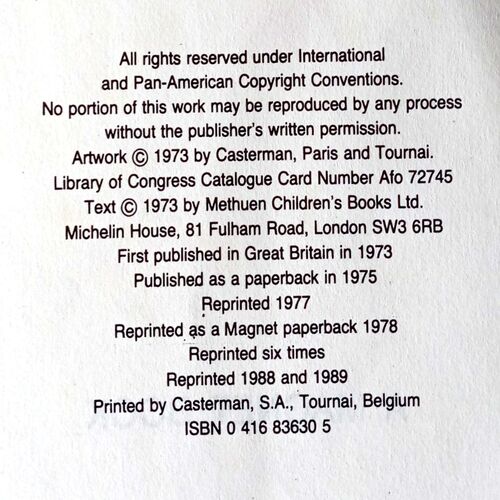 All rights reserved under International
and Pan-American Copyright Conventions.
No portion of this work may be reproduced by any process
without the publisher's written permission.
Artwork © 1973 by Casterman, Paris and Tournai.
Library of Congress Catalogue Card Number Afo 72745
Text © 1973 by Methuen Children's Books Ltd.
Michelin House, 81 Fulham Road, London SW3 6RB
First published in Great Britain in 1973
Published as a paperback in 1975
Reprinted 1977
Reprinted as a Magnet paperback 1978
Reprinted six times
Reprinted 1988 and 1989
Printed by Casterman, S.A., Tournai, Belgium
ISBN 0 416 83630 5